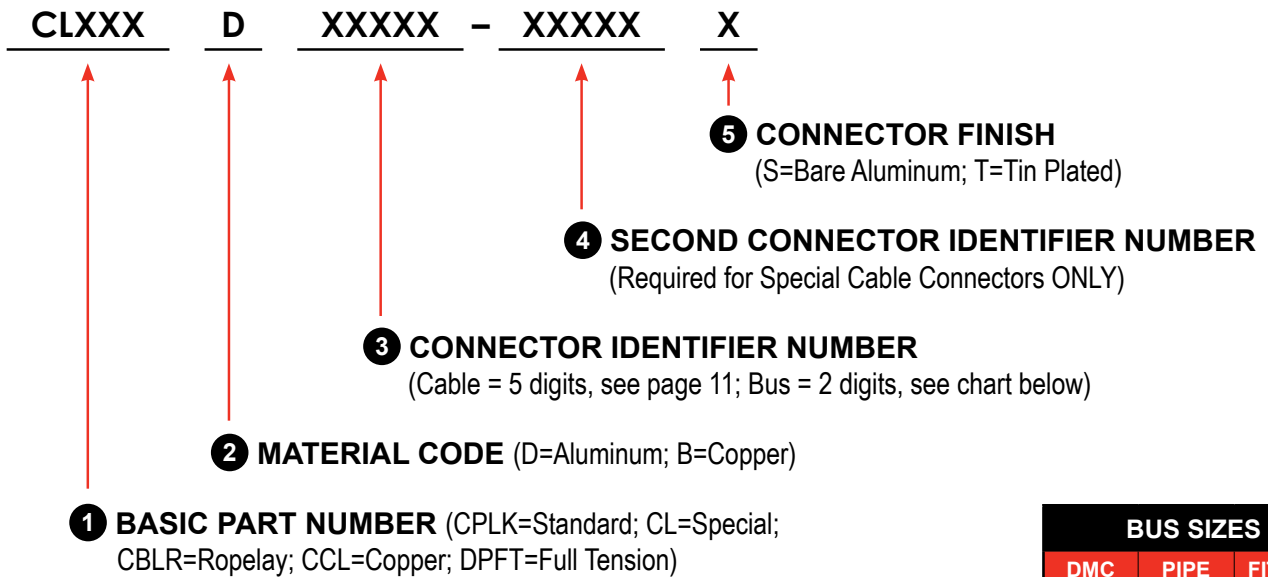 CLXXX D XXXXX – XXXXX X
5 CONNECTOR FINISH
(S=Bare Aluminum; T=Tin Plated)
4 SECOND CONNECTOR IDENTIFIER NUMBER
(Required for Special Cable Connectors ONLY)
3 CONNECTOR IDENTIFIER NUMBER
(Cable = 5 digits, see page 11; Bus = 2 digits, see chart below)
2 MATERIAL CODE (D=Aluminum; B=Copper)
1 BASIC PART NUMBER (CPLK=Standard; CL=Special;
CBLR=Ropelay; CCL=Copper; DPFT=Full Tension)
BUS SIZES
DMC PIPE